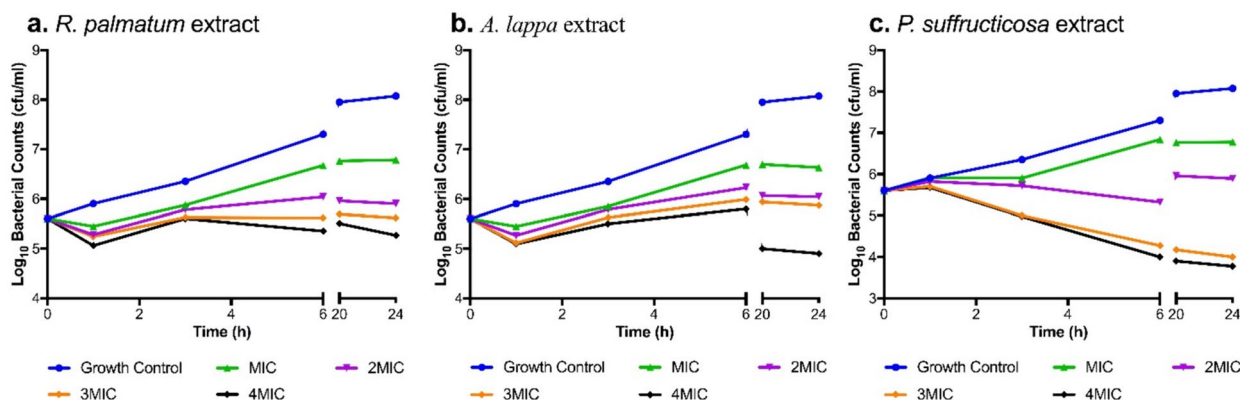 a. R. palmatum extract
Log10 Bacterial Counts (cfu/ml)
9
8
7
6
5
4
0 2 4 6 20 24
Time (h)
Growth Control MIC 2MIC
3MIC 4MIC
b. A. lappa extract
Log10 Bacterial Counts (cfu/ml)
9
8
7
6
5
4
0 2 4 6 20 24
Time (h)
Growth Control MIC 2MIC
3MIC 4MIC
c. P. suffructicosa extract
Log10 Bacterial Counts (cfu/ml)
9
8
7
6
5
4
3
0 2 4 6 20 24
Time (h)
Growth Control MIC 2MIC
3MIC 4MIC